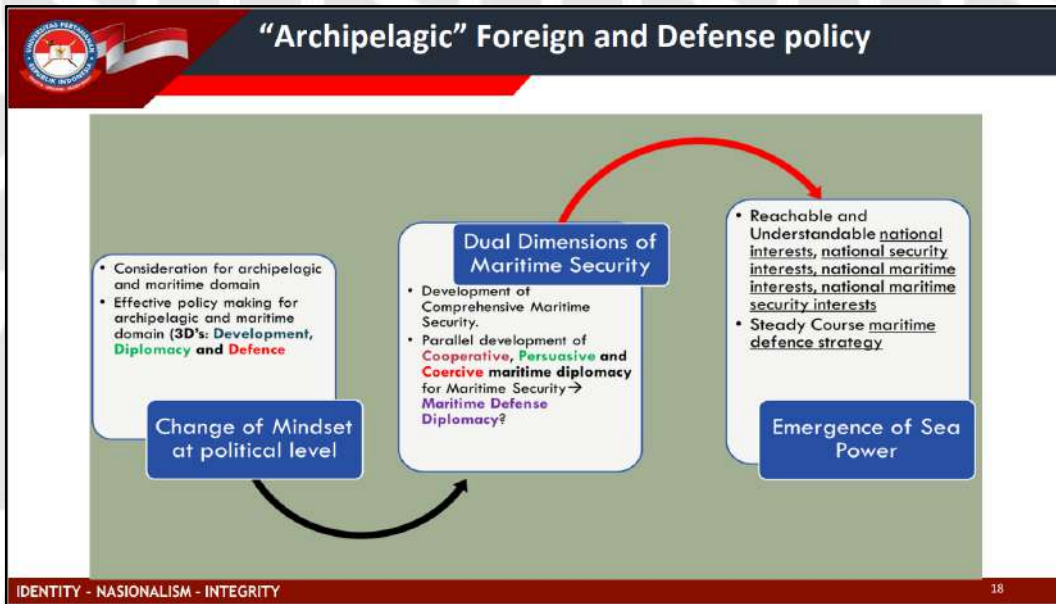 UNIVERSITAS PERTAHANAN
REPUBLIK INDONESIA
“Archipelagic” Foreign and Defense policy
• Consideration for archipelagic
and maritime domain
• Effective policy making for
archipelagic and maritime
domain (3D's: Development,
Diplomacy and Defence
Change of Mindset
at political level
Dual Dimensions of
Maritime Security
• Development of
Comprehensive Maritime
Security.
• Parallel development of
Cooperative, Persuasive and
Coercive maritime diplomacy
for Maritime Security→
Maritime Defense
Diplomacy?
• Reachable and
Understandable national
interests, national security
interests, national maritime
interests, national maritime
security interests
• Steady Course maritime
defence strategy
Emergence of Sea
Power
IDENTITY - NASIONALISM - INTEGRITY
18